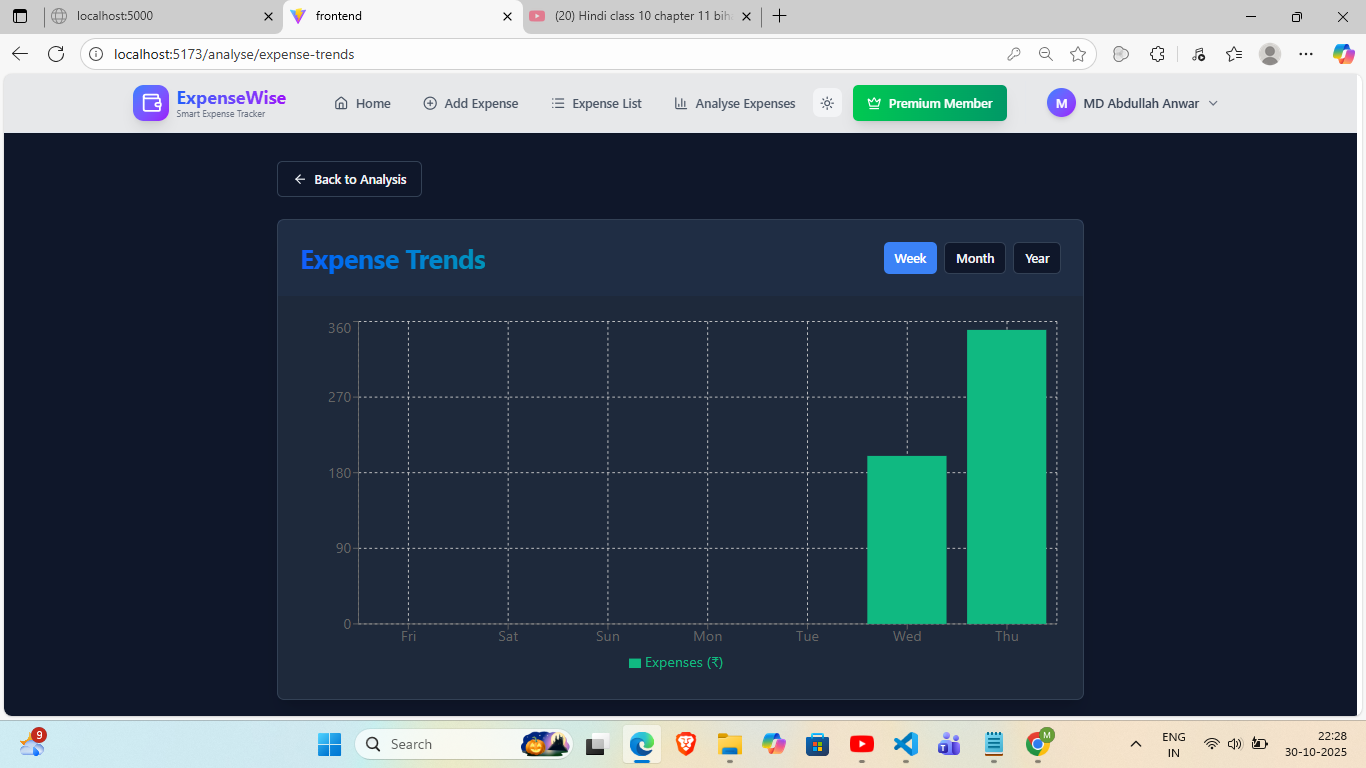 localhost:5000
frontend
(20) Hindi class 10 chapter 11 bih
localhost:5173/analyse/expense-trends
ExpenseWise
Smart Expense Tracker
Home
Add Expense
Expense List
Analyse Expenses
Premium Member
M
MD Abdullah Anwar
Back to Analysis
Expense Trends
Week
Month
Year
360
270
180
90
0
Fri
Sat
Sun
Mon
Tue
Wed
Thu
Expenses (₹)
9
Search
T
M
ENG
IN
22:28
30-10-2025